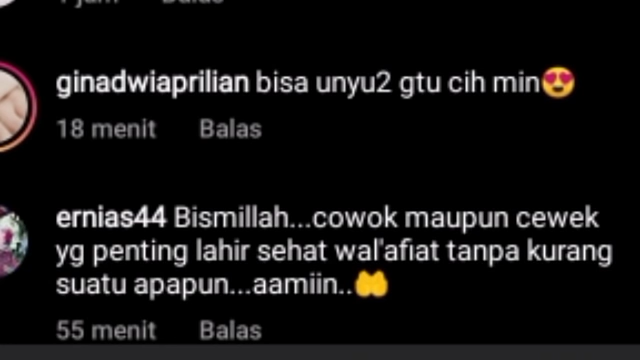 ginadwiaprilian bisa unyu2 gtu cih min😍
18 menit Balas
ernias44 Bismillah...cowok maupun cewek
yg penting lahir sehat wal'afiat tanpa kurang
suatu apapun...aamiin..🤲
55 menit Balas